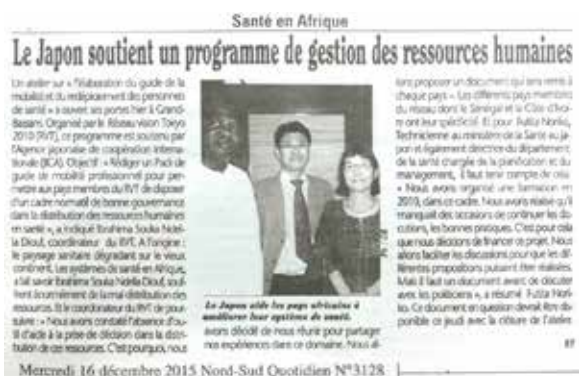 Santé en Afrique
Le Japon soutient un programme de gestion des ressources humaines
Un atelier sur « l'élaboration du guide de la
mobilité et du redéploiement des personnels
de santé » a ouvert ses portes hier à Grand-
Bassam. Organisé par le Réseau vision Tokyo
2010 (RVT), ce programme est soutenu par
l'Agence japonaise de coopération interna-
tionale (JICA). Objectif : « Rédiger un Pack de
guide de mobilité professionnel pour per-
mettre aux pays membres du RVT de disposer
d'un cadre normatif de bonne gouvernance
dans la distribution des ressources humaines
en santé », a indiqué Ibrahima Souka Ndel-
la Diouf, coordinateur du RVT. A l'origine :
le paysage sanitaire dégradant sur le vieux
continent. Les systèmes de santé en Afrique,
a fait savoir Ibrahima Souka Ndella Diouf, souf-
frent énormément de la mal distribution des
ressources. Et le coordonnateur du RVT de pour-
suivre : « Nous avons constaté l'absence d'ou-
til d'aide à la prise de décision dans la distri-
bution de ces ressources. C'est pourquoi, nous
Le Japon aide les pays africains à
améliorer leur système de santé.
avons décidé de nous réunir pour partager
nos expériences dans ce domaine. Nous al-
lons proposer un document qui sera remis à
chaque pays ». Les différents pays membres
du réseau dont le Sénégal et la Côte d'Ivoi-
re ont leur spécificité. Et pour Futita Noriko,
Technicienne au ministère de la Santé au Ja-
pon et également directrice du département
de la santé chargée de la planification et du
management, il faut tenir compte de cela.
« Nous avons organisé une formation en
2010, dans ce cadre. Nous avons réalisé qu'il
manquait des occasions de continuer les dis-
cutions, les bonnes pratiques. C'est pour cela
que nous décidons de financer ce projet. Nous
allons faciliter les discussions pour que les dif-
férentes propositions puissent être réalisées.
Mais il faut un document avant de discuter
avec les politiciens », a résumé Futita Nori-
ko. Ce document en question devrait être dis-
ponible ce jeudi avec la clôture de l'atelier.
Mercredi 16 décembre 2015 Nord-Sud Quotidien N°3128